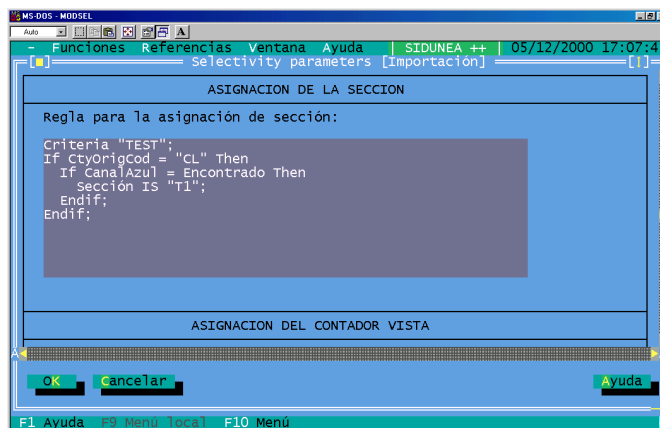 MS-DOS - MODSEL
Auto
A
- Funciones Referencias Ventana Ayuda | SIDUNEA ++ | 05/12/2000 17:07:4
Selectivity parameters [Importación]
ASIGNACION DE LA SECCION
Regla para la asignación de sección:
Criteria "TEST";
If CtyOrigCod = "CL" Then
If CanalAzul = Encontrado Then
Sección IS "T1";
Endif;
Endif;
ASIGNACION DEL CONTADOR VISTA
A
OK Cancelar Ayuda
F1 Ayuda F9 Menú local F10 Menú